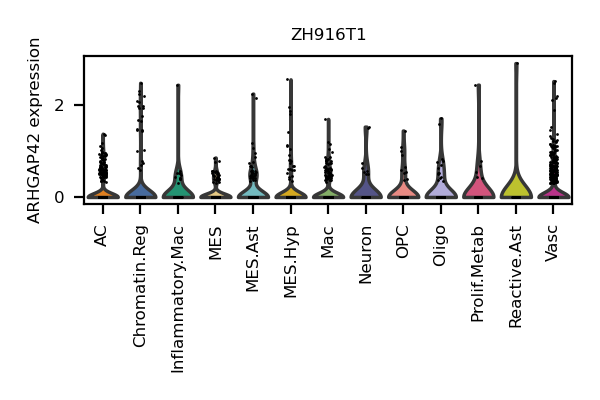 ZH916T1
ARHGAP42 expression
2
0
AC
Chromatin.Reg
Inflammatory.Mac
MES
MES.Ast
MES.Hyp
Mac
Neuron
OPC
Oligo
Prolif.Metab
Reactive.Ast
Vasc